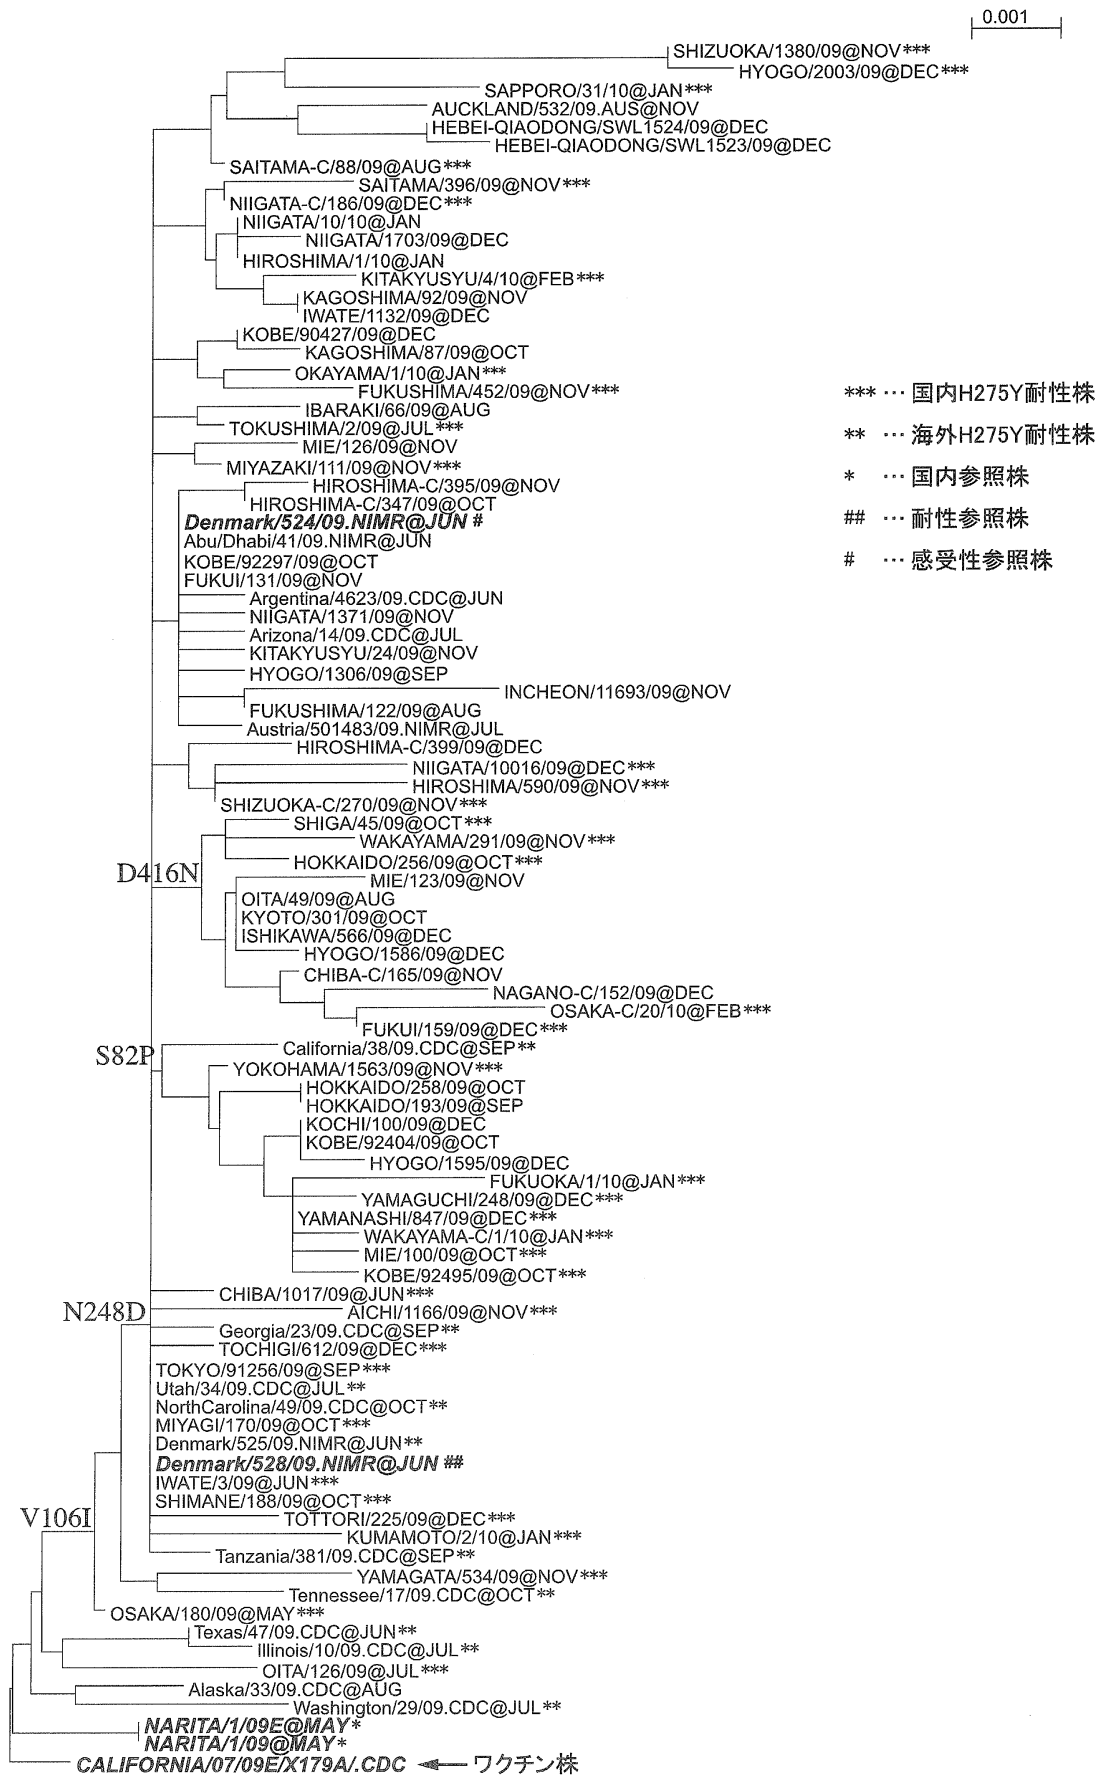 0.001
SHIZUOKA/1380/09@NOV***
HYOGO/2003/09@DEC***
SAPPORO/31/10@JAN***
AUCKLAND/532/09.AUS@NOV
HEBEI-QIAODONG/SWL1524/09@DEC
HEBEI-QIAODONG/SWL1523/09@DEC
SAITAMA-C/88/09@AUG***
SAITAMA/396/09@NOV***
NIIGATA-C/186/09@DEC***
NIIGATA/10/10@JAN
NIIGATA/1703/09@DEC
HIROSHIMA/1/10@JAN
KITAKYUSYU/4/10@FEB***
KAGOSHIMA/92/09@NOV
IWATE/1132/09@DEC
KOBE/90427/09@DEC
KAGOSHIMA/87/09@OCT
OKAYAMA/1/10@JAN***
FUKUSHIMA/452/09@NOV***
*** … 国内H275Y耐性株
IBARAKI/66/09@AUG
TOKUSHIMA/2/09@JUL***
** … 海外H275Y耐性株
MIE/126/09@NOV
MIYAZAKI/111/09@NOV***
* … 国内参照株
HIROSHIMA-C/395/09@NOV
HIROSHIMA-C/347/09@OCT
## … 耐性参照株
Denmark/524/09.NIMR@JUN #
Abu/Dhabi/41/09.NIMR@JUN
KOBE/92297/09@OCT
# … 感受性参照株
FUKUI/131/09@NOV
Argentina/4623/09.CDC@JUN
NIIGATA/1371/09@NOV
Arizona/14/09.CDC@JUL
KITAKYUSYU/24/09@NOV
HYOGO/1306/09@SEP
INCHEON/11693/09@NOV
FUKUSHIMA/122/09@AUG
Austria/501483/09.NIMR@JUL
HIROSHIMA-C/399/09@DEC
NIIGATA/10016/09@DEC***
HIROSHIMA/590/09@NOV***
SHIZUOKA-C/270/09@NOV***
SHIGA/45/09@OCT***
WAKAYAMA/291/09@NOV***
HOKKAIDO/256/09@OCT***
D416N
MIE/123/09@NOV
OITA/49/09@AUG
KYOTO/301/09@OCT
ISHIKAWA/566/09@DEC
HYOGO/1586/09@DEC
CHIBA-C/165/09@NOV
NAGANO-C/152/09@DEC
OSAKA-C/20/10@FEB***
FUKUI/159/09@DEC***
California/38/09.CDC@SEP**
S82P
YOKOHAMA/1563/09@NOV***
HOKKAIDO/258/09@OCT
HOKKAIDO/193/09@SEP
KOCHI/100/09@DEC
KOBE/92404/09@OCT
HYOGO/1595/09@DEC
FUKUOKA/1/10@JAN***
YAMAGUCHI/248/09@DEC***
YAMANASHI/847/09@DEC***
WAKAYAMA-C/1/10@JAN***
MIE/100/09@OCT***
KOBE/92495/09@OCT***
CHIBA/1017/09@JUN***
N248D
AICHI/1166/09@NOV***
Georgia/23/09.CDC@SEP**
TOCHIGI/612/09@DEC***
TOKYO/91256/09@SEP***
Utah/34/09.CDC@JUL**
NorthCarolina/49/09.CDC@OCT**
MIYAGI/170/09@OCT***
Denmark/525/09.NIMR@JUN**
Denmark/528/09.NIMR@JUN ##
IWATE/3/09@JUN***
SHIMANE/188/09@OCT***
V106I
TOTTORI/225/09@DEC***
KUMAMOTO/2/10@JAN***
Tanzania/381/09.CDC@SEP**
YAMAGATA/534/09@NOV***
Tennessee/17/09.CDC@OCT**
OSAKA/180/09@MAY***
Texas/47/09.CDC@JUN**
Illinois/10/09.CDC@JUL**
OITA/126/09@JUL***
Alaska/33/09.CDC@AUG
Washington/29/09.CDC@JUL**
NARITA/1/09E@MAY*
NARITA/1/09@MAY*
CALIFORNIA/07/09E/X179A/.CDC ← ワクチン株